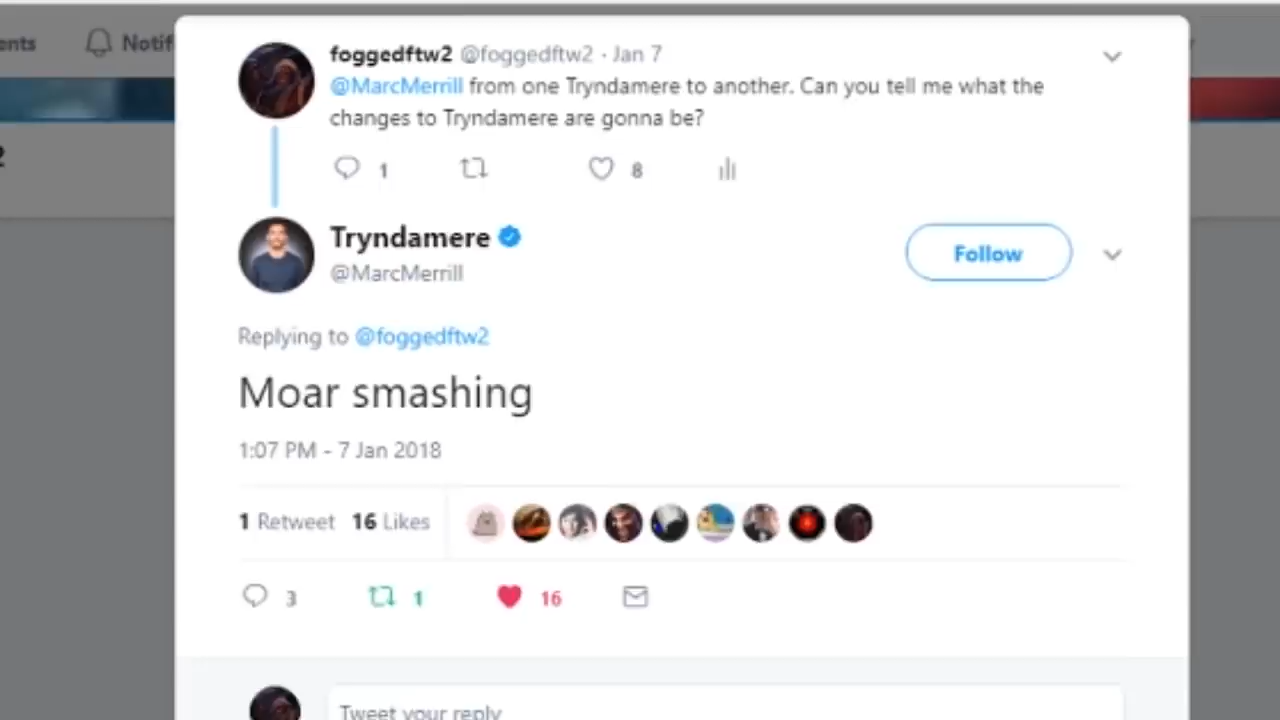 ents
Notif
foggedftw2 @foggedftw2 · Jan 7
@MarcMerrill from one Tryndamere to another. Can you tell me what the
changes to Tryndamere are gonna be?
1 8
2
Tryndamere
@MarcMerrill
Follow
Replying to @foggedftw2
Moar smashing
1:07 PM - 7 Jan 2018
1 Retweet 16 Likes
3 1 16
Tweet your reply